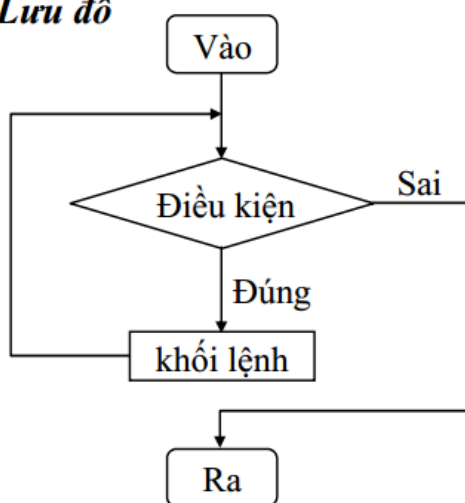 Lưu đồ
Vào
Điều kiện
Sai
Đúng
khối lệnh
Ra